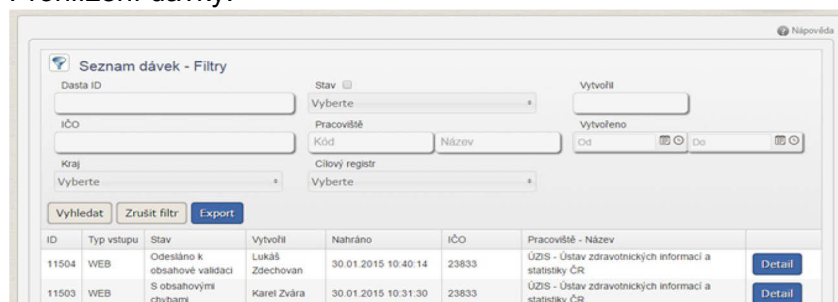 Prohlížení dávky:
Nápověda
Seznam dávek - Filtry
Dasta ID Stav Vytvořil
Vyberte
IČO Pracoviště Vytvořeno
Kód Název Od Do
Kraj Cílový registr
Vyberte Vyberte
Vyhledat Zrušit filtr Export
ID Typ vstupu Stav Vytvořil Nahráno IČO Pracoviště - Název
11504 WEB Odesláno k obsahové validaci Lukáš Zdechovan 30.01.2015 10:40:14 23833 ÚZIS - Ústav zdravotnických informací a statistiky ČR Detail
11503 WEB S obsahovými chybami Karel Zvára 30.01.2015 10:31:30 23833 ÚZIS - Ústav zdravotnických informací a statistiky ČR Detail